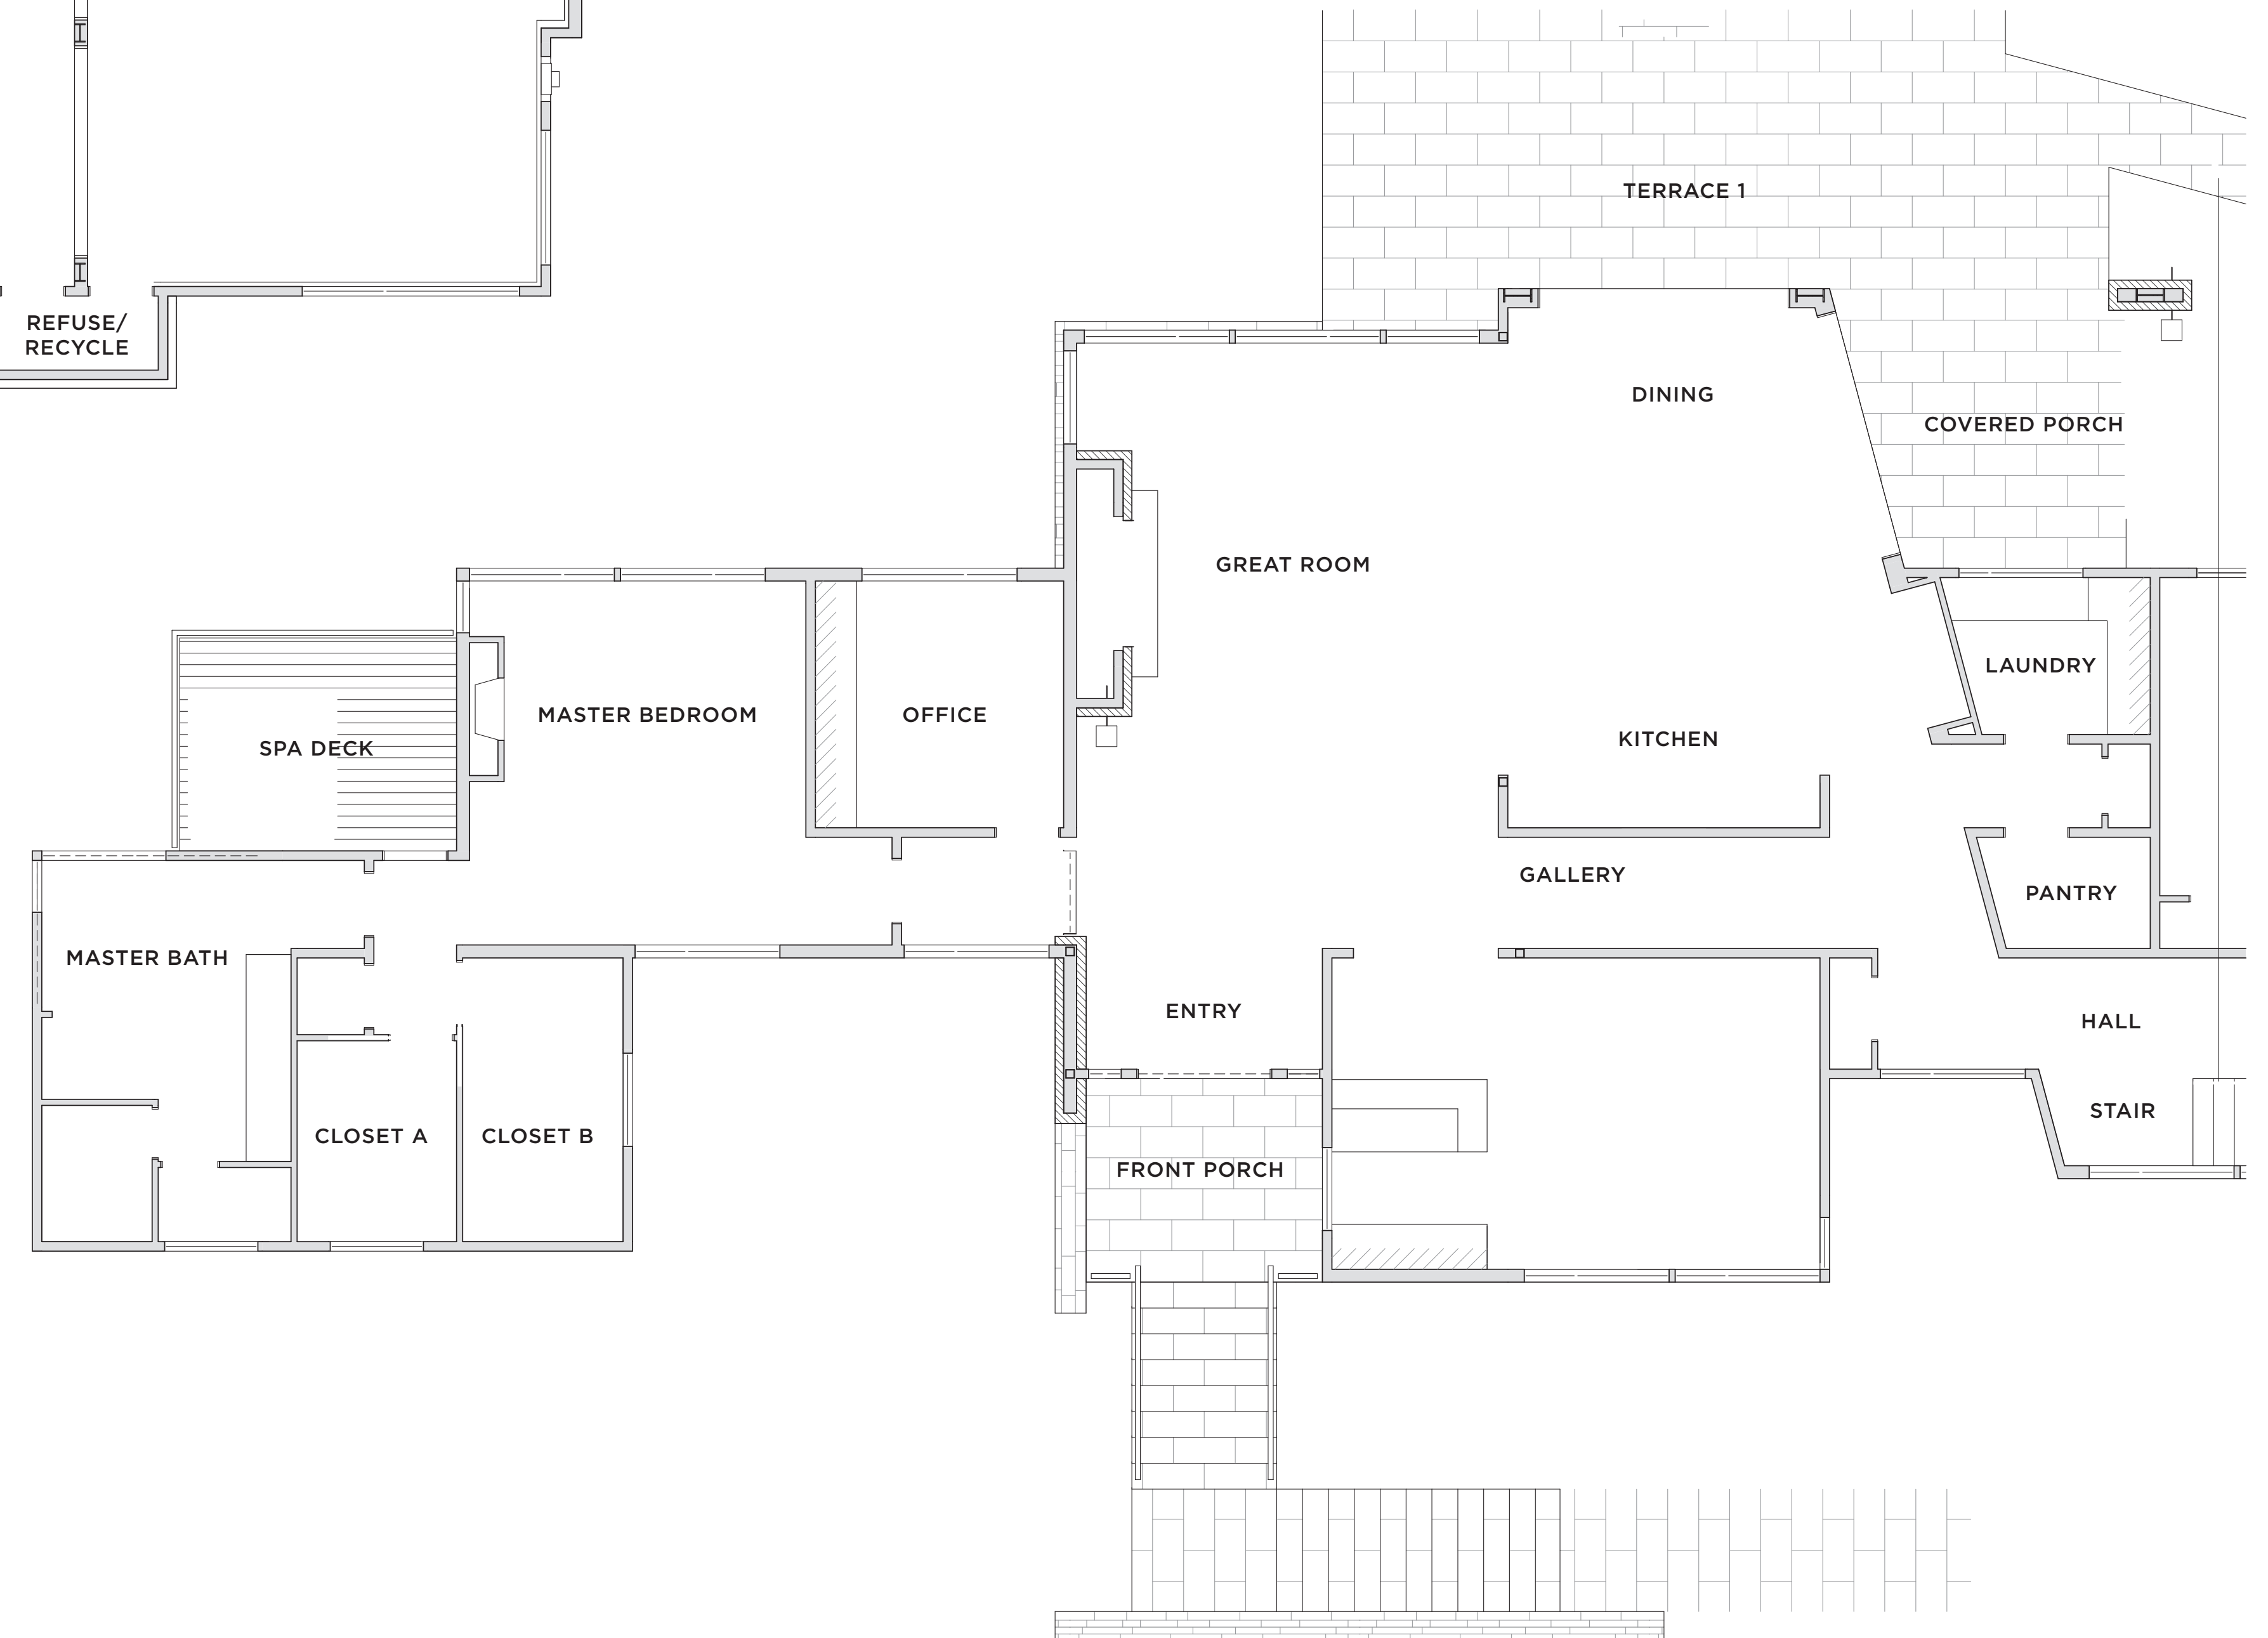 TERRACE 1
REFUSE/
RECYCLE
DINING
COVERED PORCH
GREAT ROOM
LAUNDRY
MASTER BEDROOM
OFFICE
KITCHEN
SPA DECK
GALLERY
PANTRY
MASTER BATH
ENTRY
HALL
STAIR
CLOSET A
CLOSET B
FRONT PORCH